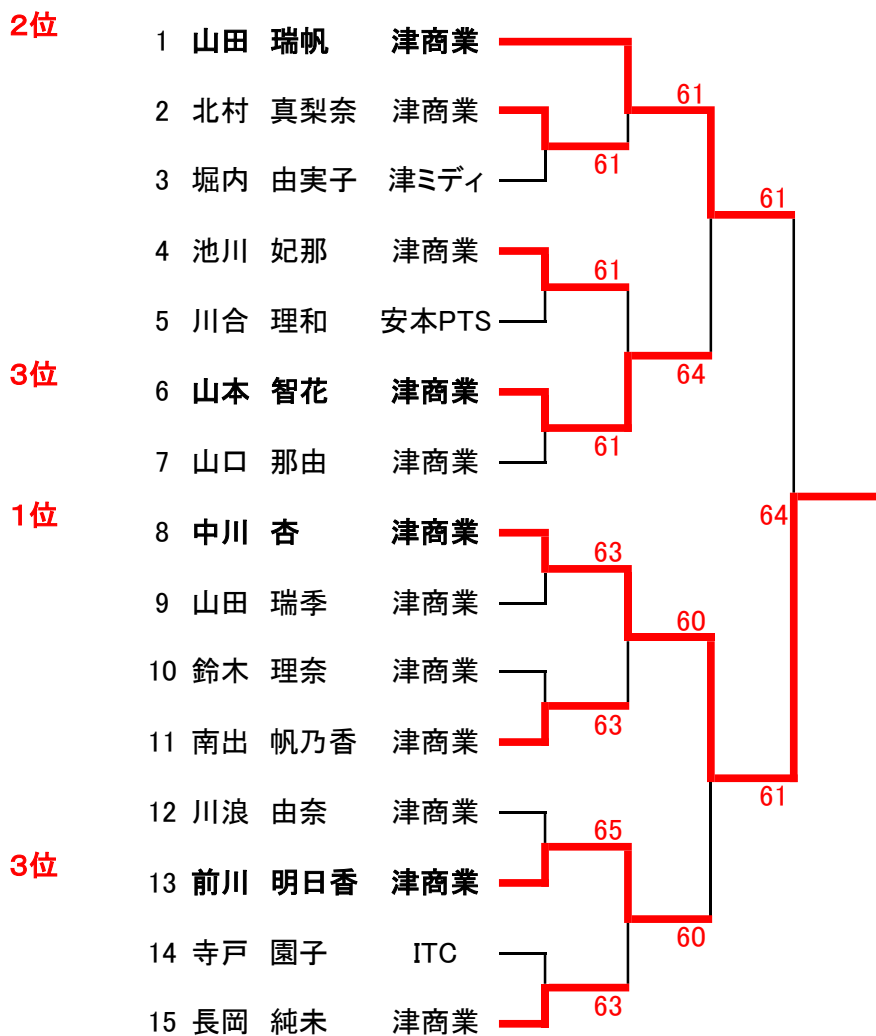 2位
1 山田 瑞帆 津商業
61
2 北村 真梨奈 津商業
61
3 堀内 由実子 津ミディ
61
4 池川 妃那 津商業
61
5 川合 理和 安本PTS
3位
64
6 山本 智花 津商業
61
7 山口 那由 津商業
1位
64
8 中川 杏 津商業
63
9 山田 瑞季 津商業
60
10 鈴木 理奈 津商業
63
11 南出 帆乃香 津商業
61
12 川浪 由奈 津商業
65
3位
13 前川 明日香 津商業
60
14 寺戸 園子 ITC
63
15 長岡 純未 津商業